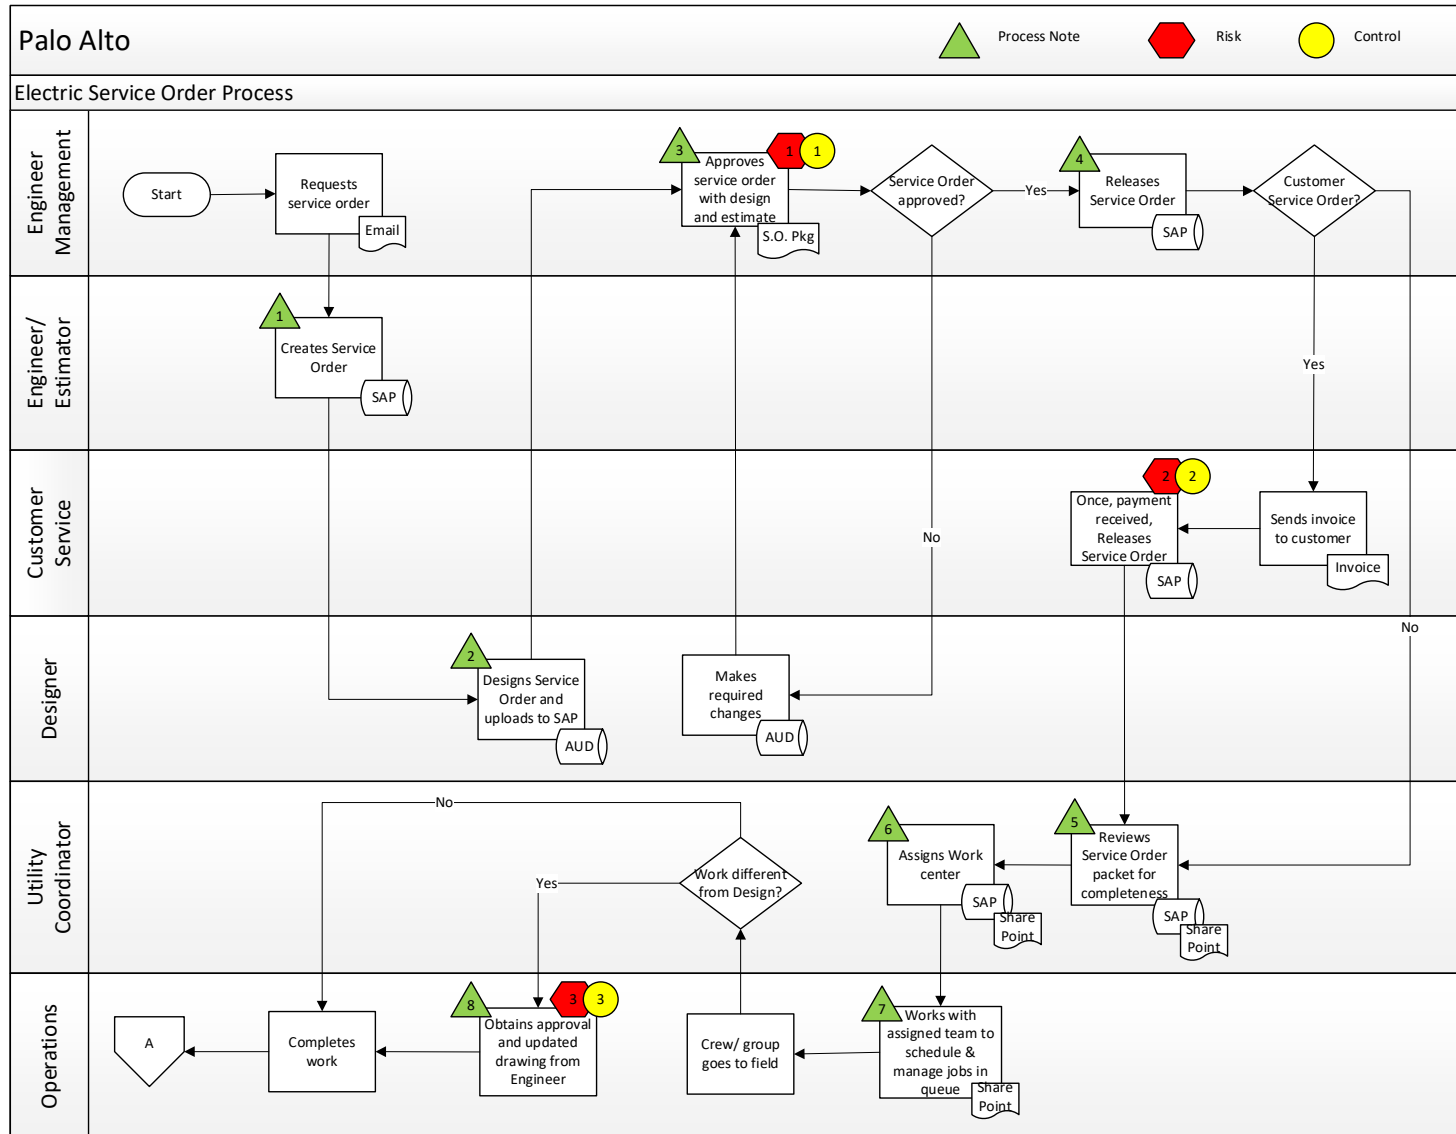 Palo Alto
Process Note
Risk
Control
Electric Service Order Process
Engineer
Management
Start
Requests
service order
Email
3
1
1
Approves
service order
with design
and estimate
S.O. Pkg
Service Order
approved?
Yes
4
Releases
Service Order
SAP
Customer
Service Order?
Engineer/
Estimator
1
Creates Service
Order
SAP
Yes
Customer
Service
No
2
2
Once, payment
received,
Releases
Service Order
SAP
Sends invoice
to customer
Invoice
Designer
2
Designs Service
Order and
uploads to SAP
AUD
Makes
required
changes
AUD
No
Utility
Coordinator
No
Yes
Work different
from Design?
6
Assigns Work
center
SAP
Share
Point
5
Reviews
Service Order
packet for
completeness
SAP
Share
Point
Operations
A
Completes
work
8
3
3
Obtains approval
and updated
drawing from
Engineer
Crew/ group
goes to field
7
Works with
assigned team to
schedule &
manage jobs in
queue
Share
Point